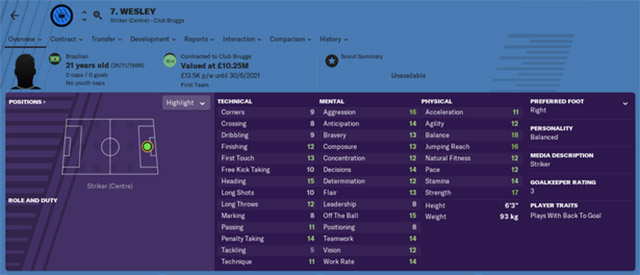 7. WESLEY
Striker (Centre) - Club Brugge
Overview Contract Transfer Development Reports Interaction Comparison History
Brazilian
21 years old (26/11/1996)
0 caps / 0 goals
No youth caps
Contracted to Club Brugge
Valued at £10.25M
£13.5K p/w until 30/6/2021
First Team
Scout Summary
Unavailable
POSITIONS
Highlight
Striker (Centre)
ROLE AND DUTY
TECHNICAL
Corners 9
Crossing 8
Dribbling 9
Finishing 12
First Touch 13
Free Kick Taking 10
Heading 15
Long Shots 10
Long Throws 12
Marking 8
Passing 11
Penalty Taking 14
Tackling 5
Technique 11
MENTAL
Aggression 16
Anticipation 14
Bravery 13
Composure 13
Concentration 12
Decisions 14
Determination 12
Flair 13
Leadership 8
Off The Ball 15
Positioning 8
Teamwork 14
Vision 12
Work Rate 14
PHYSICAL
Acceleration 11
Agility 12
Balance 18
Jumping Reach 16
Natural Fitness 12
Pace 12
Stamina 14
Strength 17
Height 6'3"
Weight 93 kg
PREFERRED FOOT
Right
PERSONALITY
Balanced
MEDIA DESCRIPTION
Striker
GOALKEEPER RATING
3
PLAYER TRAITS
Plays With Back To Goal